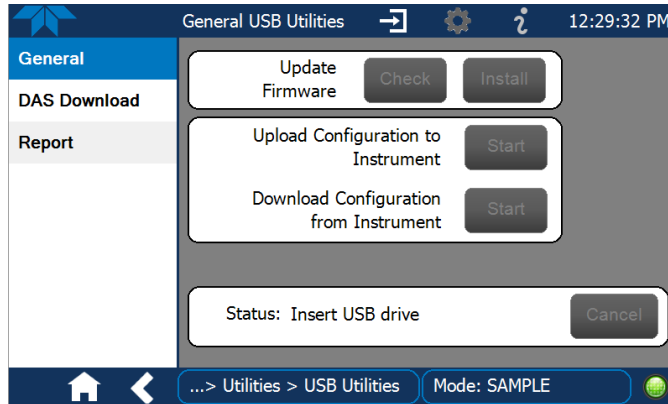 General USB Utilities
12:29:32 PM
General
DAS Download
Report
Update
Firmware
Check
Install
Upload Configuration to
Instrument
Start
Download Configuration
from Instrument
Start
Status: Insert USB drive
Cancel
...> Utilities > USB Utilities
Mode: SAMPLE